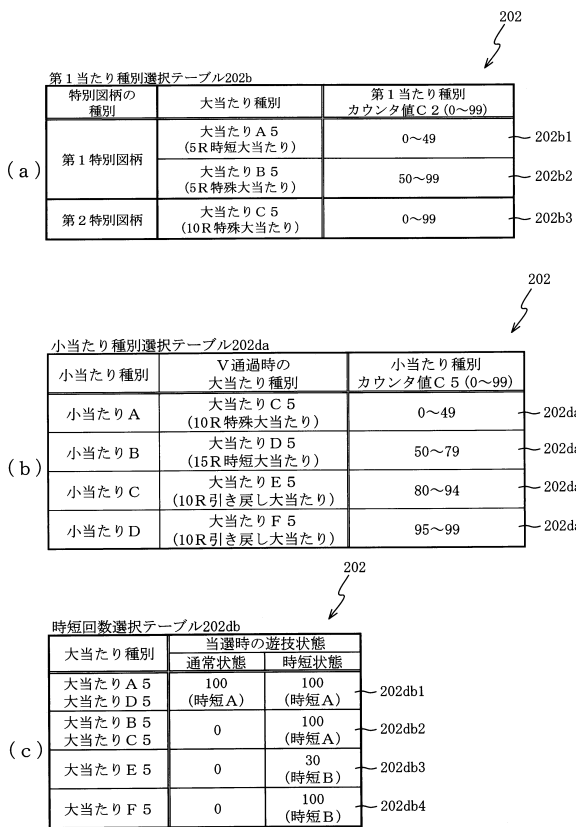 202
第1当たり種別選択テーブル202b
特別図柄の
種別
大当たり種別
第1当たり種別
カウンタ値C2(0～99)
(a)
第1特別図柄
大当たりA5
(5R時短大当たり)
0～49
202b1
大当たりB5
(5R特殊大当たり)
50～99
202b2
第2特別図柄
大当たりC5
(10R特殊大当たり)
0～99
202b3
202
小当たり種別選択テーブル202da
小当たり種別
V通過時の
大当たり種別
小当たり種別
カウンタ値C5(0～99)
(b)
小当たりA
大当たりC5
(10R特殊大当たり)
0～49
202da
小当たりB
大当たりD5
(15R時短大当たり)
50～79
202da
小当たりC
大当たりE5
(10R引き戻し大当たり)
80～94
202da
小当たりD
大当たりF5
(10R引き戻し大当たり)
95～99
202da
202
時短回数選択テーブル202db
大当たり種別
当選時の遊技状態
通常状態
時短状態
(c)
大当たりA5
大当たりD5
100
(時短A)
100
(時短A)
202db1
大当たりB5
大当たりC5
0
100
(時短A)
202db2
大当たりE5
0
30
(時短B)
202db3
大当たりF5
0
100
(時短B)
202db4